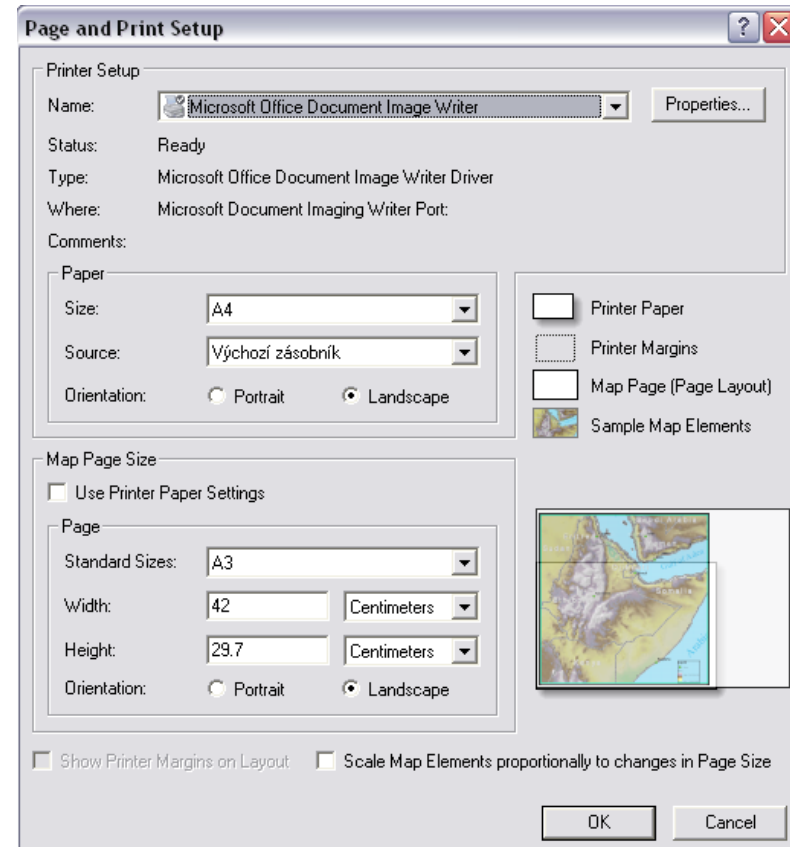 Page and Print Setup
Printer Setup
Name: Microsoft Office Document Image Writer Properties...
Status: Ready
Type: Microsoft Office Document Image Writer Driver
Where: Microsoft Document Imaging Writer Port:
Comments:
Paper
Size: A4
Source: Výchozí zásobník
Orientation: Portrait Landscape
Printer Paper
Printer Margins
Map Page (Page Layout)
Sample Map Elements
Map Page Size
Use Printer Paper Settings
Page
Standard Sizes: A3
Width: 42 Centimeters
Height: 29.7 Centimeters
Orientation: Portrait Landscape
Show Printer Margins on Layout Scale Map Elements proportionally to changes in Page Size
OK Cancel